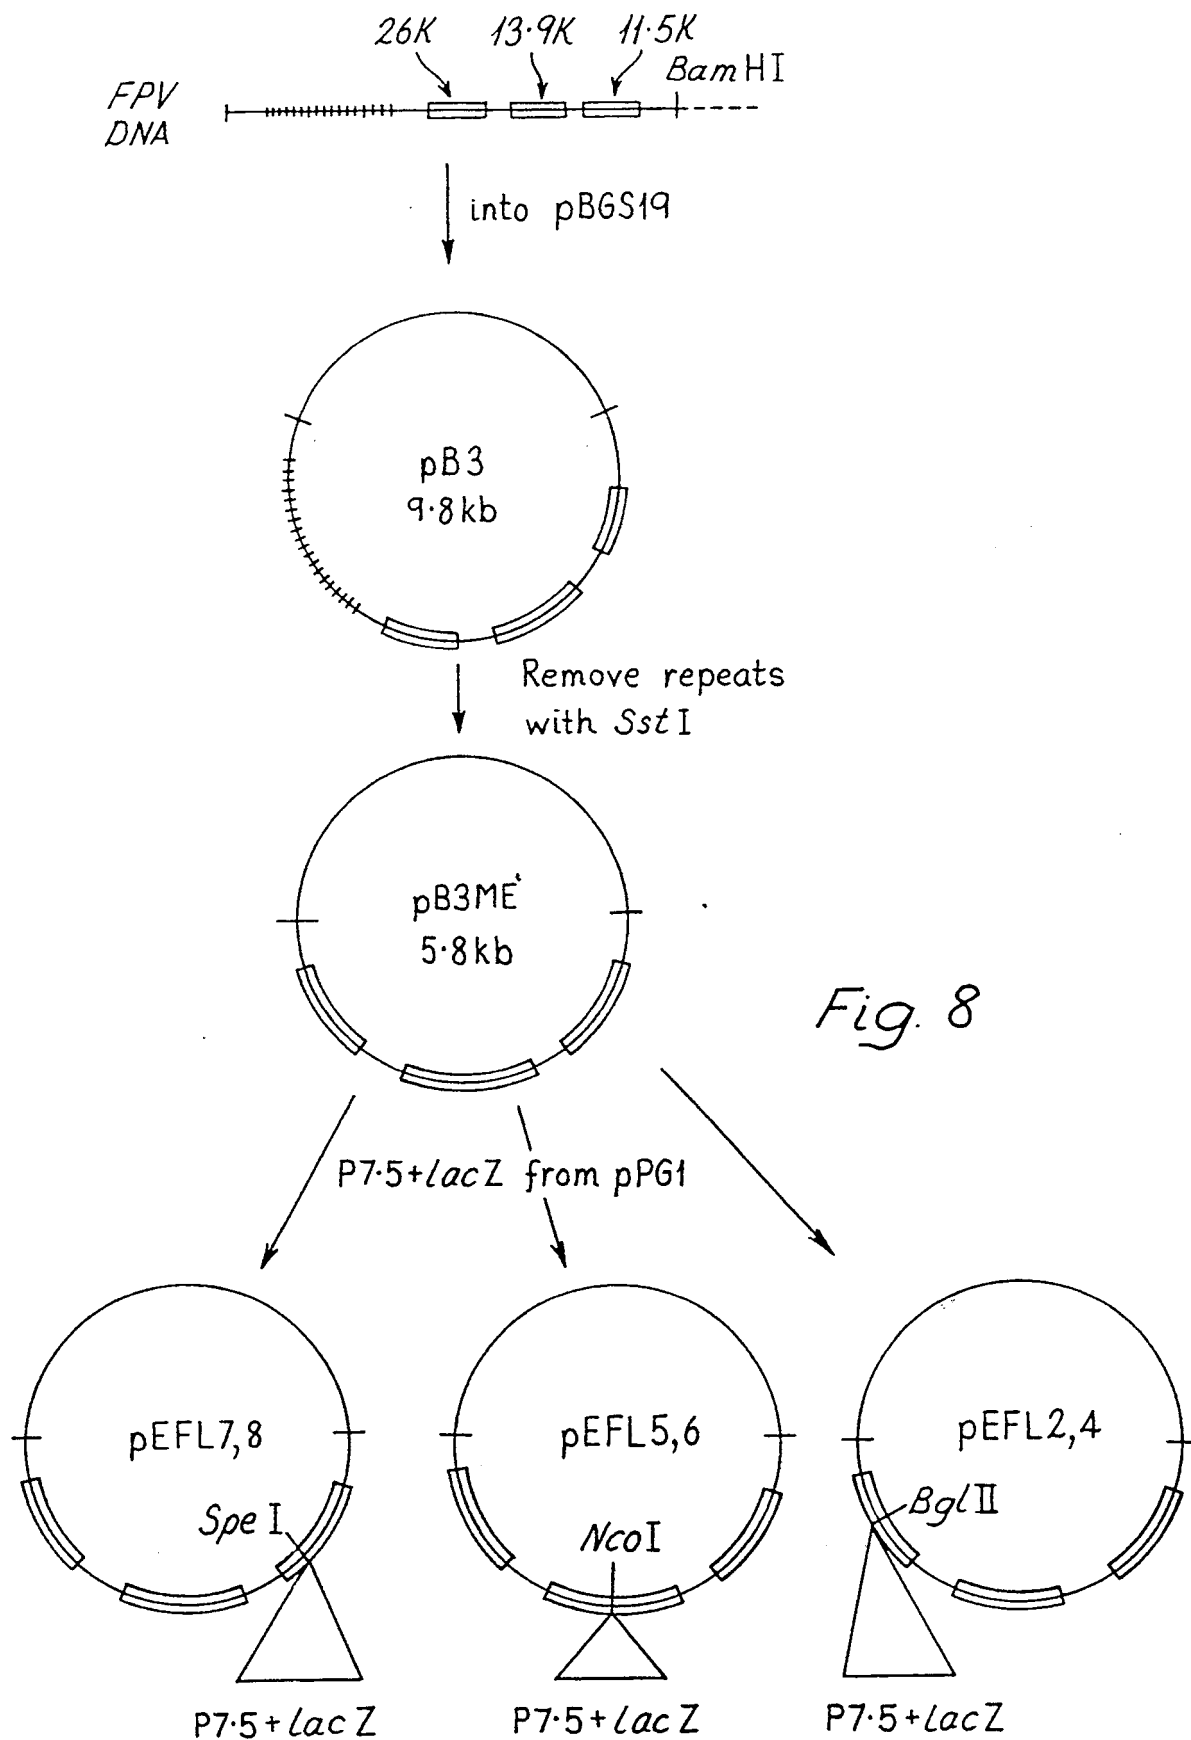 26K 13·9K 11·5K
BamHI
FPV
DNA
into pBGS19
pB3
9·8kb
Remove repeats
with SstI
pB3ME
5·8kb
Fig. 8
P7·5+lacZ from pPG1
pEFL7,8
pEFL5,6
pEFL2,4
SpeI
NcoI
BglII
P7·5+lacZ
P7·5+lacZ
P7·5+lacZ